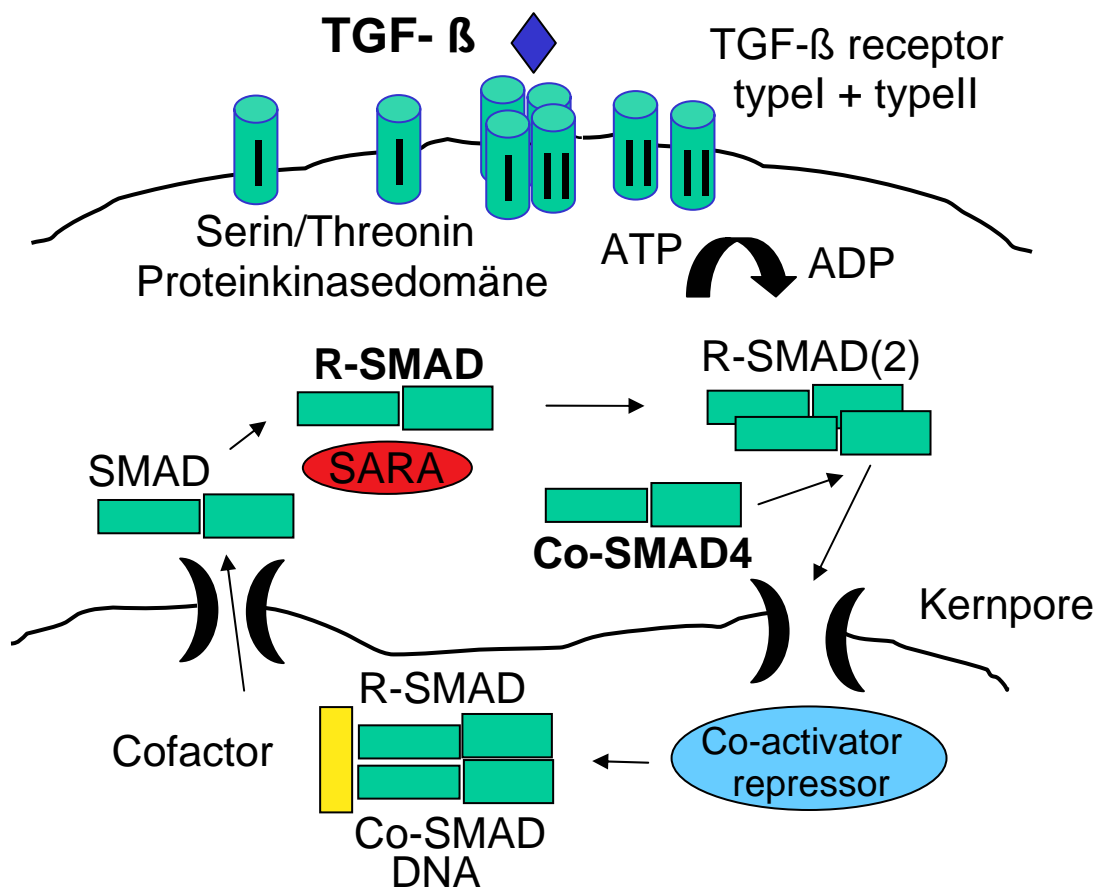 TGF- ß
TGF-ß receptor
typeI + typeII
I
I
I
II
II
II
Serin/Threonin
Proteinkinasedomäne
ATP
ADP
R-SMAD
R-SMAD(2)
SARA
SMAD
Co-SMAD4
Kernpore
R-SMAD
Cofactor
Co-activator
repressor
Co-SMAD
DNA